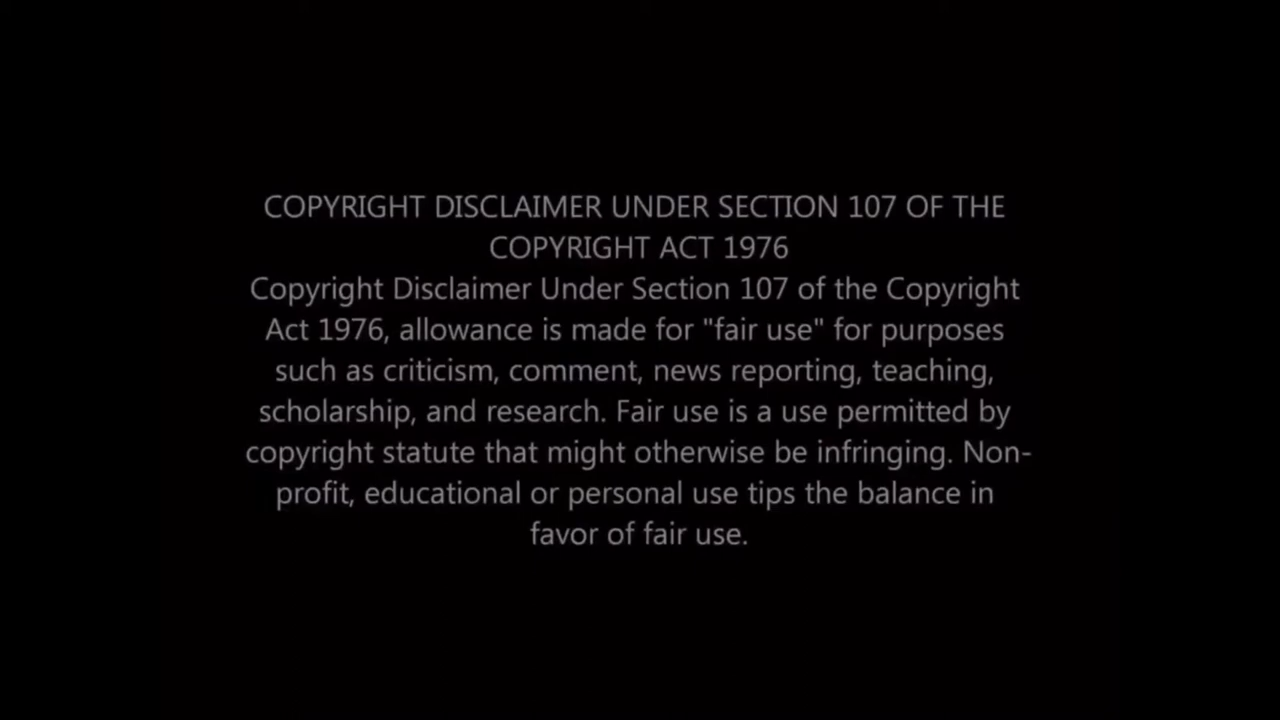 COPYRIGHT DISCLAIMER UNDER SECTION 107 OF THE
COPYRIGHT ACT 1976
Copyright Disclaimer Under Section 107 of the Copyright
Act 1976, allowance is made for "fair use" for purposes
such as criticism, comment, news reporting, teaching,
scholarship, and research. Fair use is a use permitted by
copyright statute that might otherwise be infringing. Non-
profit, educational or personal use tips the balance in
favor of fair use.